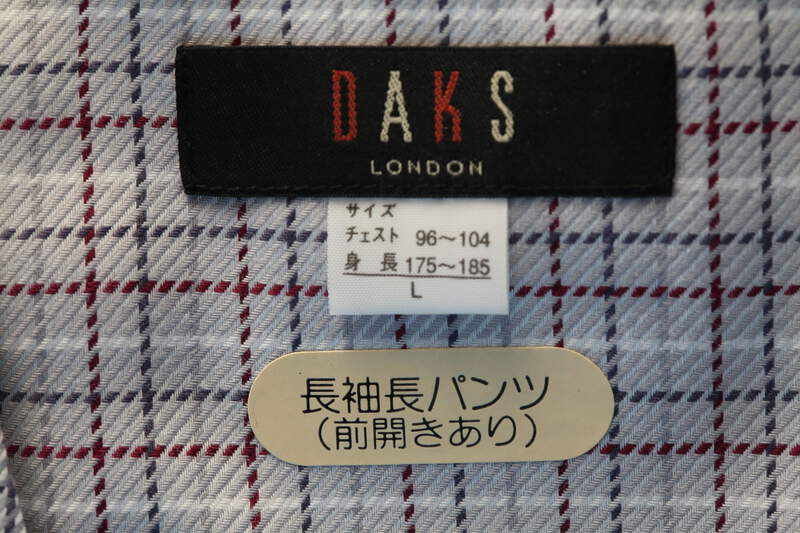 DAKS
LONDON
サイズ
チェスト 96〜104
身 長 175〜185
L
長袖長パンツ
(前開きあり)